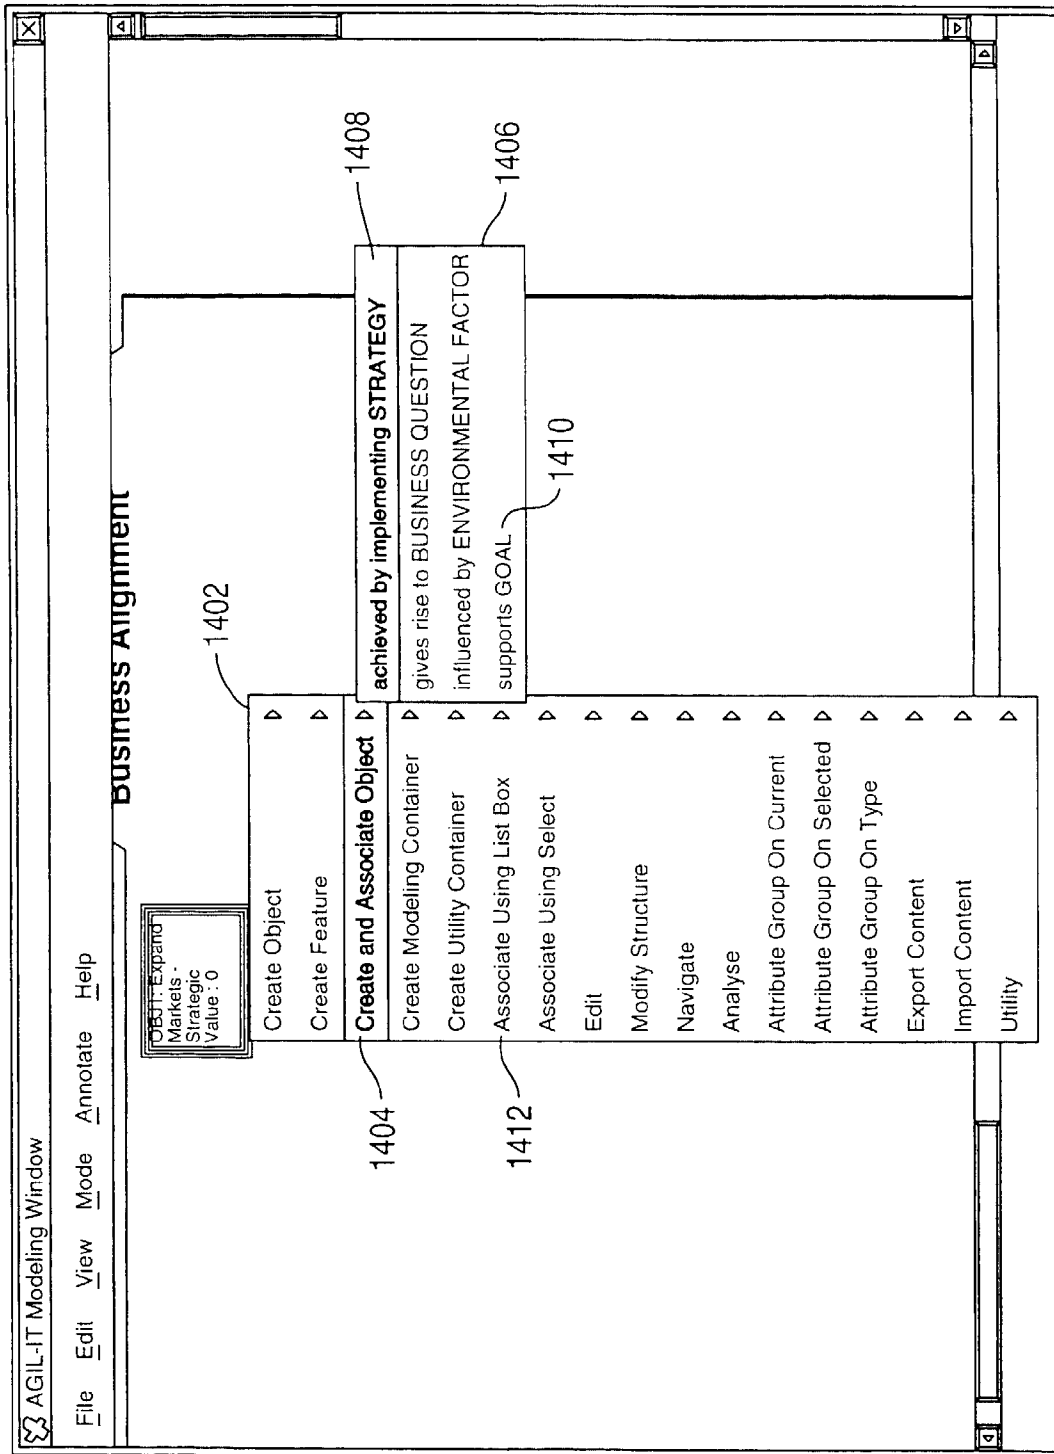 AGIL-IT Modeling Window
File Edit View Mode Annotate Help
Business Alignment
OBJ1: Expand
Markets -
Strategic
Value : 0
1402
Create Object
Create Feature
Create and Associate Object
Create Modeling Container
Create Utility Container
Associate Using List Box
Associate Using Select
Edit
Modify Structure
Navigate
Analyse
Attribute Group On Current
Attribute Group On Selected
Attribute Group On Type
Export Content
Import Content
Utility
1404
1412
achieved by implementing STRATEGY
gives rise to BUSINESS QUESTION
influenced by ENVIRONMENTAL FACTOR
supports GOAL
1408
1406
1410